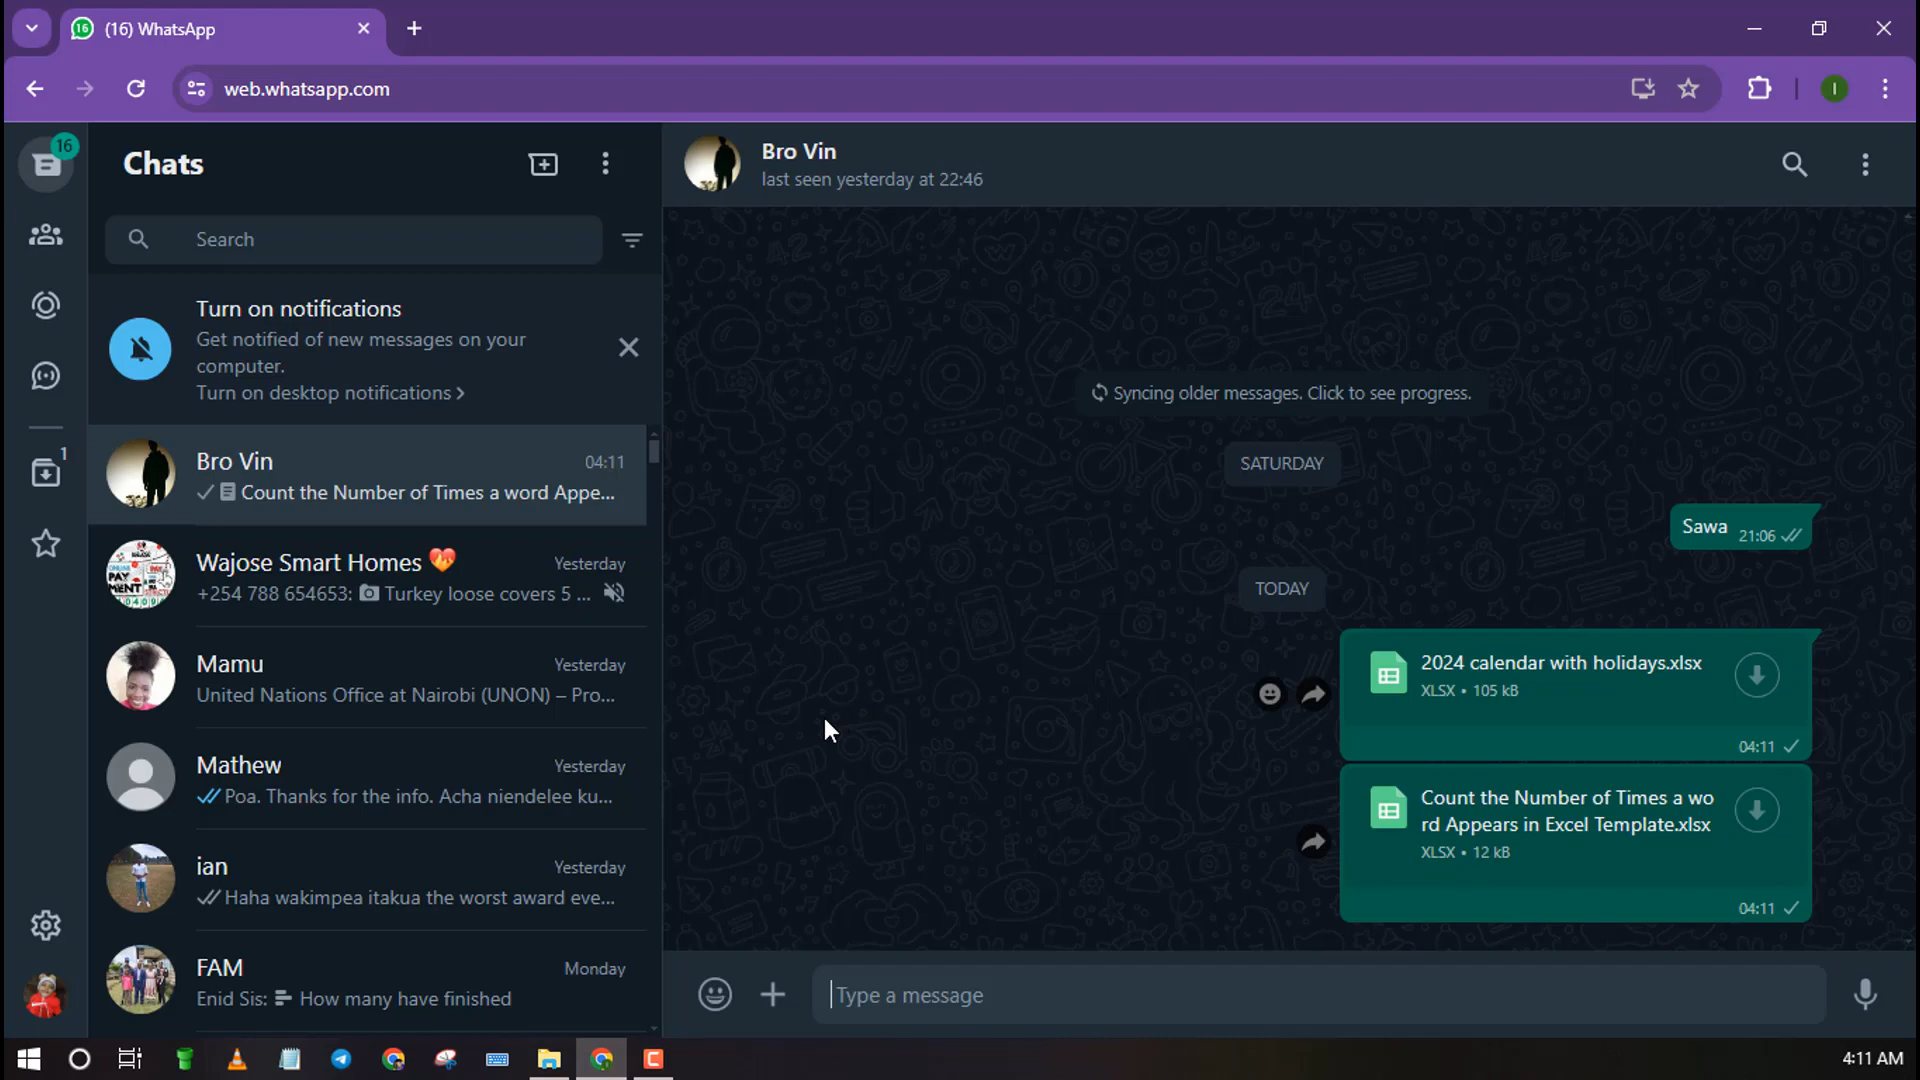 (16) WhatsApp
web.whatsapp.com
I
16
Chats
Search
Turn on notifications
Get notified of new messages on your
computer.
Turn on desktop notifications >
Bro Vin 04:11
Count the Number of Times a word Appe...
Wajose Smart Homes Yesterday
+254 788 654653: Turkey loose covers 5 ...
Mamu Yesterday
United Nations Office at Nairobi (UNON) – Pro...
Mathew Yesterday
Poa. Thanks for the info. Acha niendelee ku...
ian Yesterday
Haha wakimpea itakua the worst award eve...
FAM Monday
Enid Sis: How many have finished
1
Bro Vin
last seen yesterday at 22:46
Syncing older messages. Click to see progress.
SATURDAY
Sawa 21:06
TODAY
2024 calendar with holidays.xlsx
XLSX • 105 kB
04:11
Count the Number of Times a wo
rd Appears in Excel Template.xlsx
XLSX • 12 kB
04:11
Type a message
4:11 AM